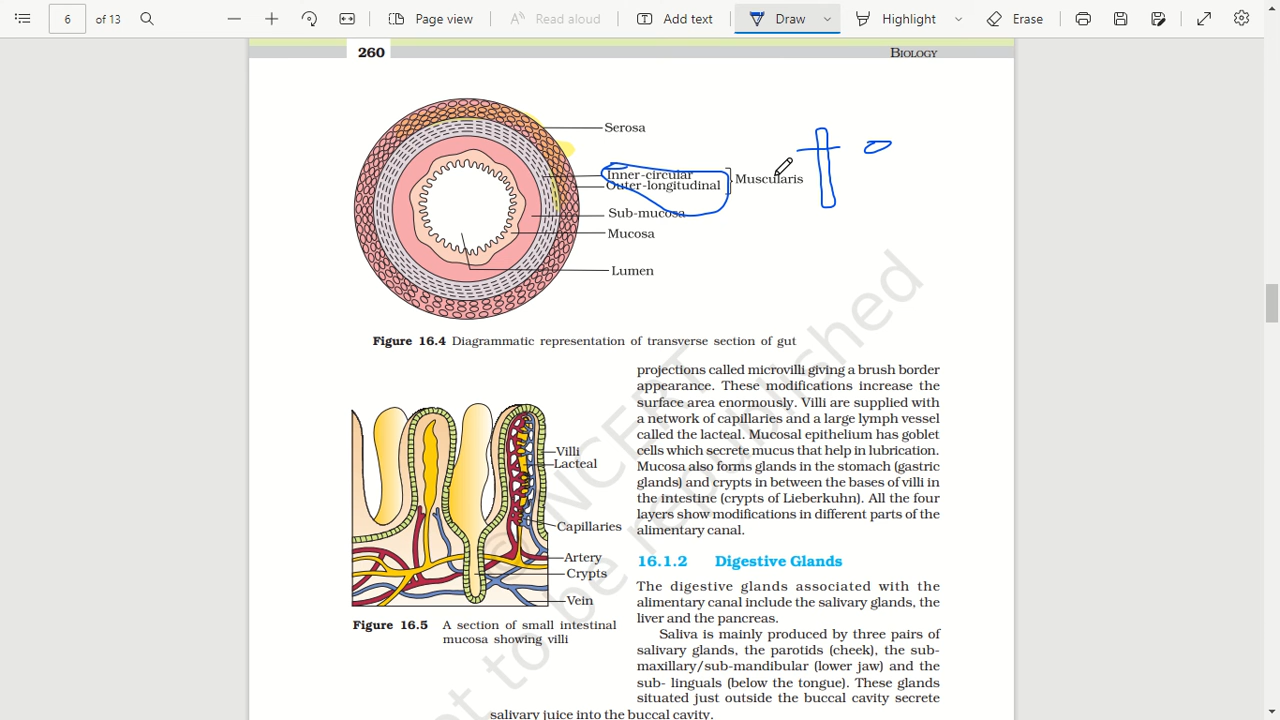 6 of 13 Page view Read aloud Add text Draw Highlight Erase
260 BIOLOGY
Serosa
Inner-circular
Outer-longitudinal
Muscularis
Sub-mucosa
Mucosa
Lumen
Figure 16.4 Diagrammatic representation of transverse section of gut
Villi
Lacteal
Capillaries
Artery
Crypts
Vein
Figure 16.5 A section of small intestinal
mucosa showing villi
projections called microvilli giving a brush border
appearance. These modifications increase the
surface area enormously. Villi are supplied with
a network of capillaries and a large lymph vessel
called the lacteal. Mucosal epithelium has goblet
cells which secrete mucus that help in lubrication.
Mucosa also forms glands in the stomach (gastric
glands) and crypts in between the bases of villi in
the intestine (crypts of Lieberkuhn). All the four
layers show modifications in different parts of the
alimentary canal.
16.1.2 Digestive Glands
The digestive glands associated with the
alimentary canal include the salivary glands, the
liver and the pancreas.
Saliva is mainly produced by three pairs of
salivary glands, the parotids (cheek), the sub-
maxillary/sub-mandibular (lower jaw) and the
sub- linguals (below the tongue). These glands
situated just outside the buccal cavity secrete
salivary juice into the buccal cavity.
NCERT
not to be republished